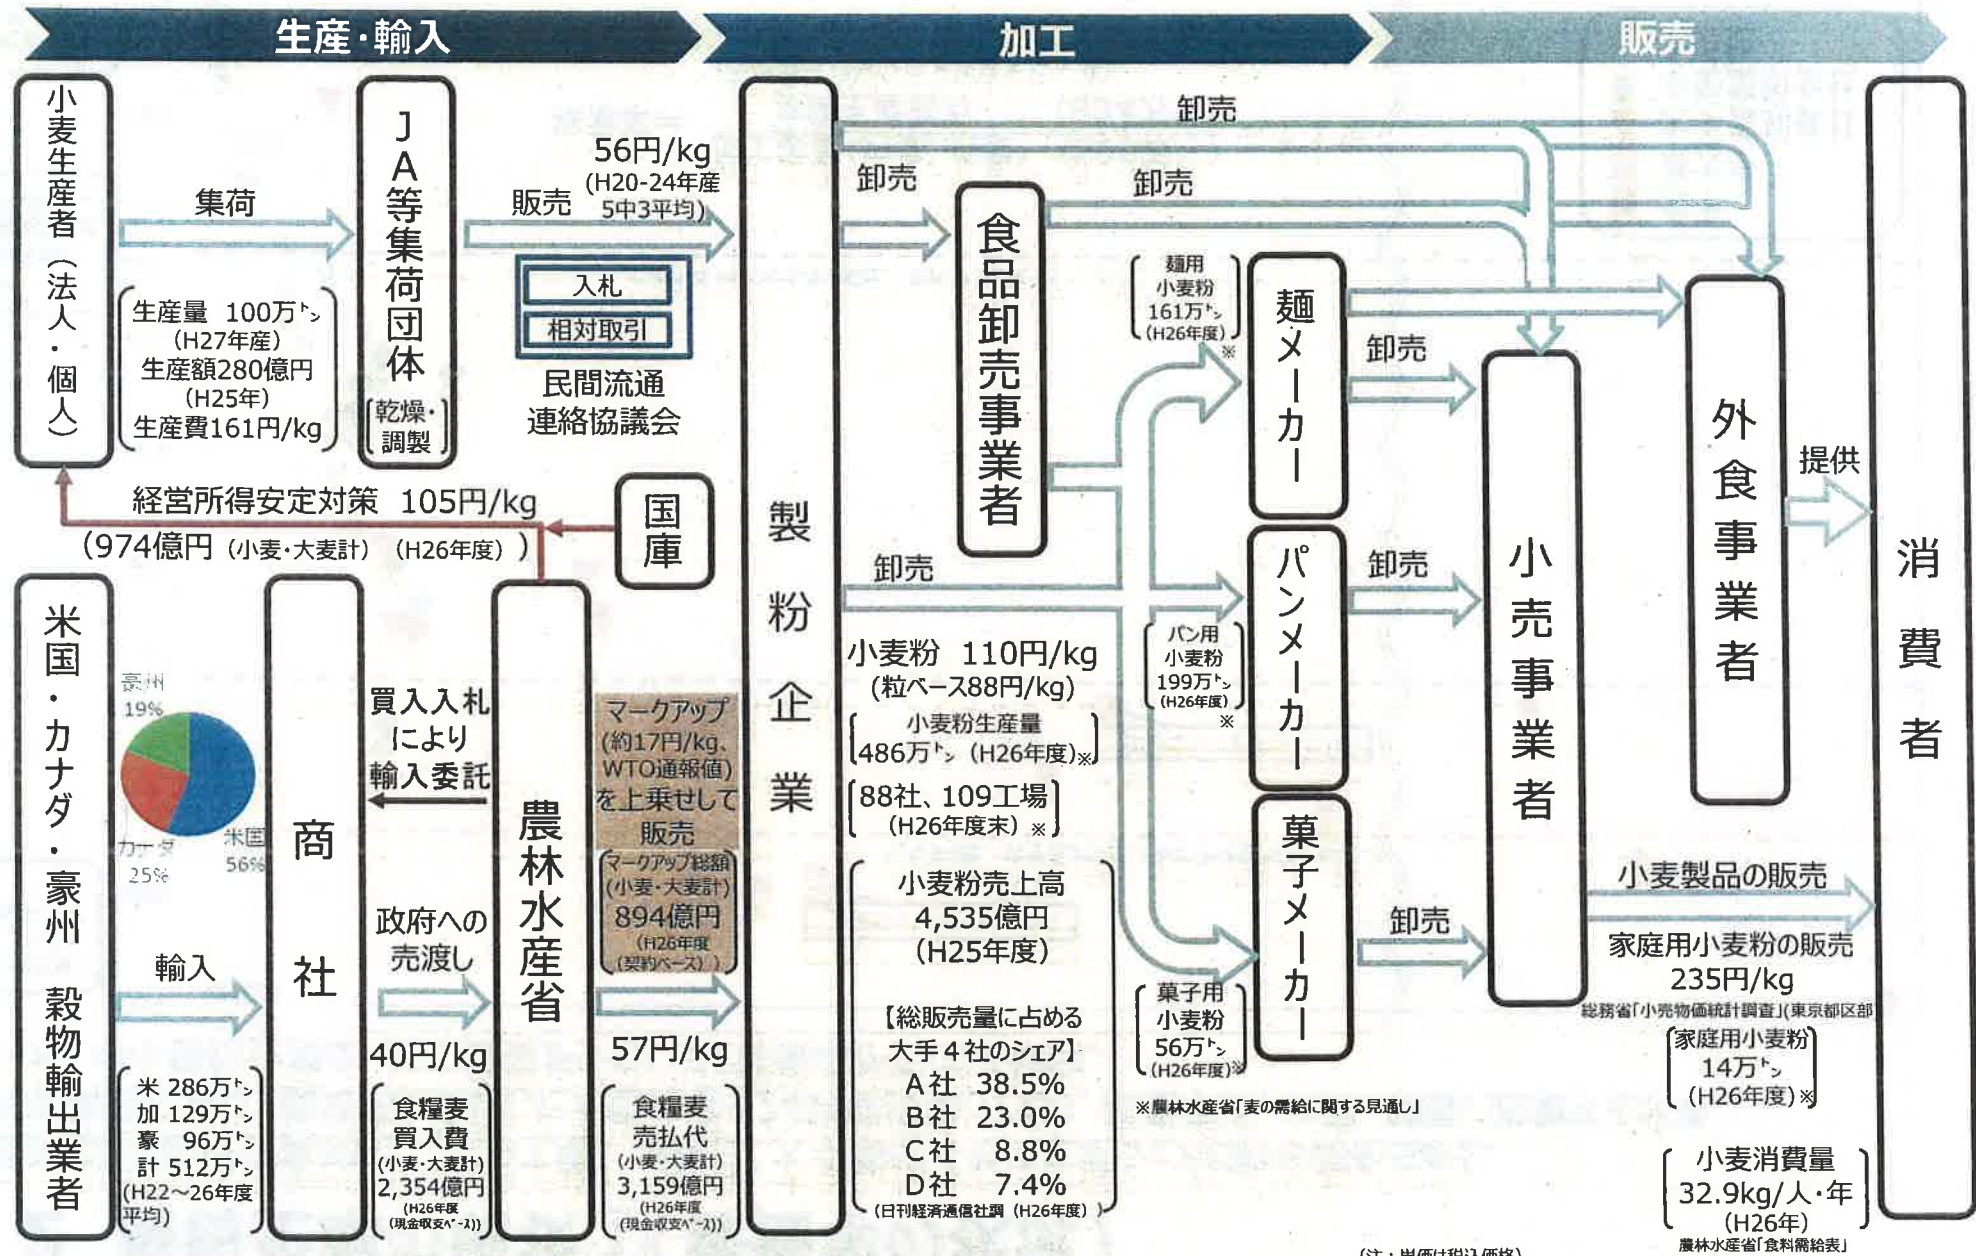 生産・輸入
加工
販売
小麦生産者（法人・個人）
集荷
生産量 100万㌧
（H27年産）
生産額280億円
（H25年）
生産費161円/kg
ＪＡ等集荷団体
乾燥・
調製
56円/kg
(H20-24年産
5中3平均)
販売
入札
相対取引
民間流通
連絡協議会
経営所得安定対策 105円/kg
（974億円（小麦・大麦計）（H26年度））
国庫
米国・カナダ・豪州 穀物輸出業者
豪州
19%
カナダ
25%
米国
56%
輸入
米 286万㌧
加 129万㌧
豪 96万㌧
計 512万㌧
(H22～26年度
平均)
商社
買入入札
により
輸入委託
政府への
売渡し
40円/kg
食糧麦
買入費
(小麦・大麦計)
2,354億円
(H26年度
(現金収支ﾍﾞｰｽ))
農林水産省
マークアップ
(約17円/kg、
WTO通報値)
を上乗せして
販売
マークアップ総額
(小麦・大麦計)
894億円
(H26年度
(契約ベース))
57円/kg
食糧麦
売払代
(小麦・大麦計)
3,159億円
(H26年度
(現金収支ﾍﾞｰｽ))
製粉企業
卸売
卸売
卸売
食品卸売事業者
卸売
小麦粉 110円/kg
(粒ベース88円/kg)
小麦粉生産量
486万㌧（H26年度）※
88社、109工場
（H26年度末）※
小麦粉売上高
4,535億円
(H25年度)
【総販売量に占める
大手４社のシェア】
Ａ社 38.5%
Ｂ社 23.0%
Ｃ社 8.8%
Ｄ社 7.4%
(日刊経済通信社調（H26年度）)
麺用
小麦粉
161万㌧
(H26年度)
※
麺メーカー
卸売
パン用
小麦粉
199万㌧
(H26年度)
※
パンメーカー
卸売
菓子用
小麦粉
56万㌧
(H26年度)※
菓子メーカー
卸売
※農林水産省「麦の需給に関する見通し」
小売事業者
外食事業者
提供
消費者
小麦製品の販売
家庭用小麦粉の販売
235円/kg
総務省「小売物価統計調査」(東京都区部
家庭用小麦粉
14万㌧
（H26年度）※
小麦消費量
32.9kg/人・年
（H26年）
農林水産省「食料需給表」
(注：単価は税込価格)